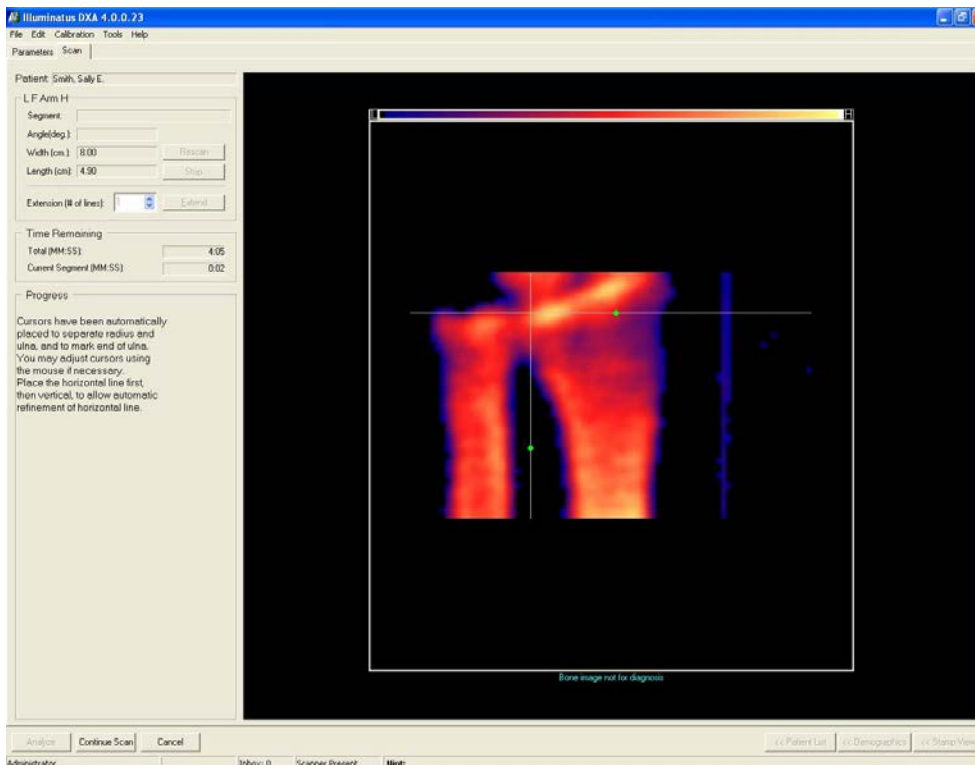 Illuminatus DXA 4.0.0.23
File Edit Calibration Tools Help
Parameters Scan
Patient: Smith, Sally E.
L F Arm H
Segment:
Angle(deg.):
Width (cm.): 8.00 Rescan
Length (cm): 4.90 Stop
Extension (# of lines): Extend
Time Remaining
Total (MM:SS): 4:05
Current Segment (MM:SS): 0:02
Progress
Cursors have been automatically
placed to separate radius and
ulna, and to mark end of ulna.
You may adjust cursors using
the mouse if necessary.
Place the horizontal line first,
then vertical, to allow automatic
refinement of horizontal line.
L H
Bone image not for diagnosis
Analyze Continue Scan Cancel << Patient List << Demographics << Stamp View
Administrator Inbox: 0 Scanner Present Hint: